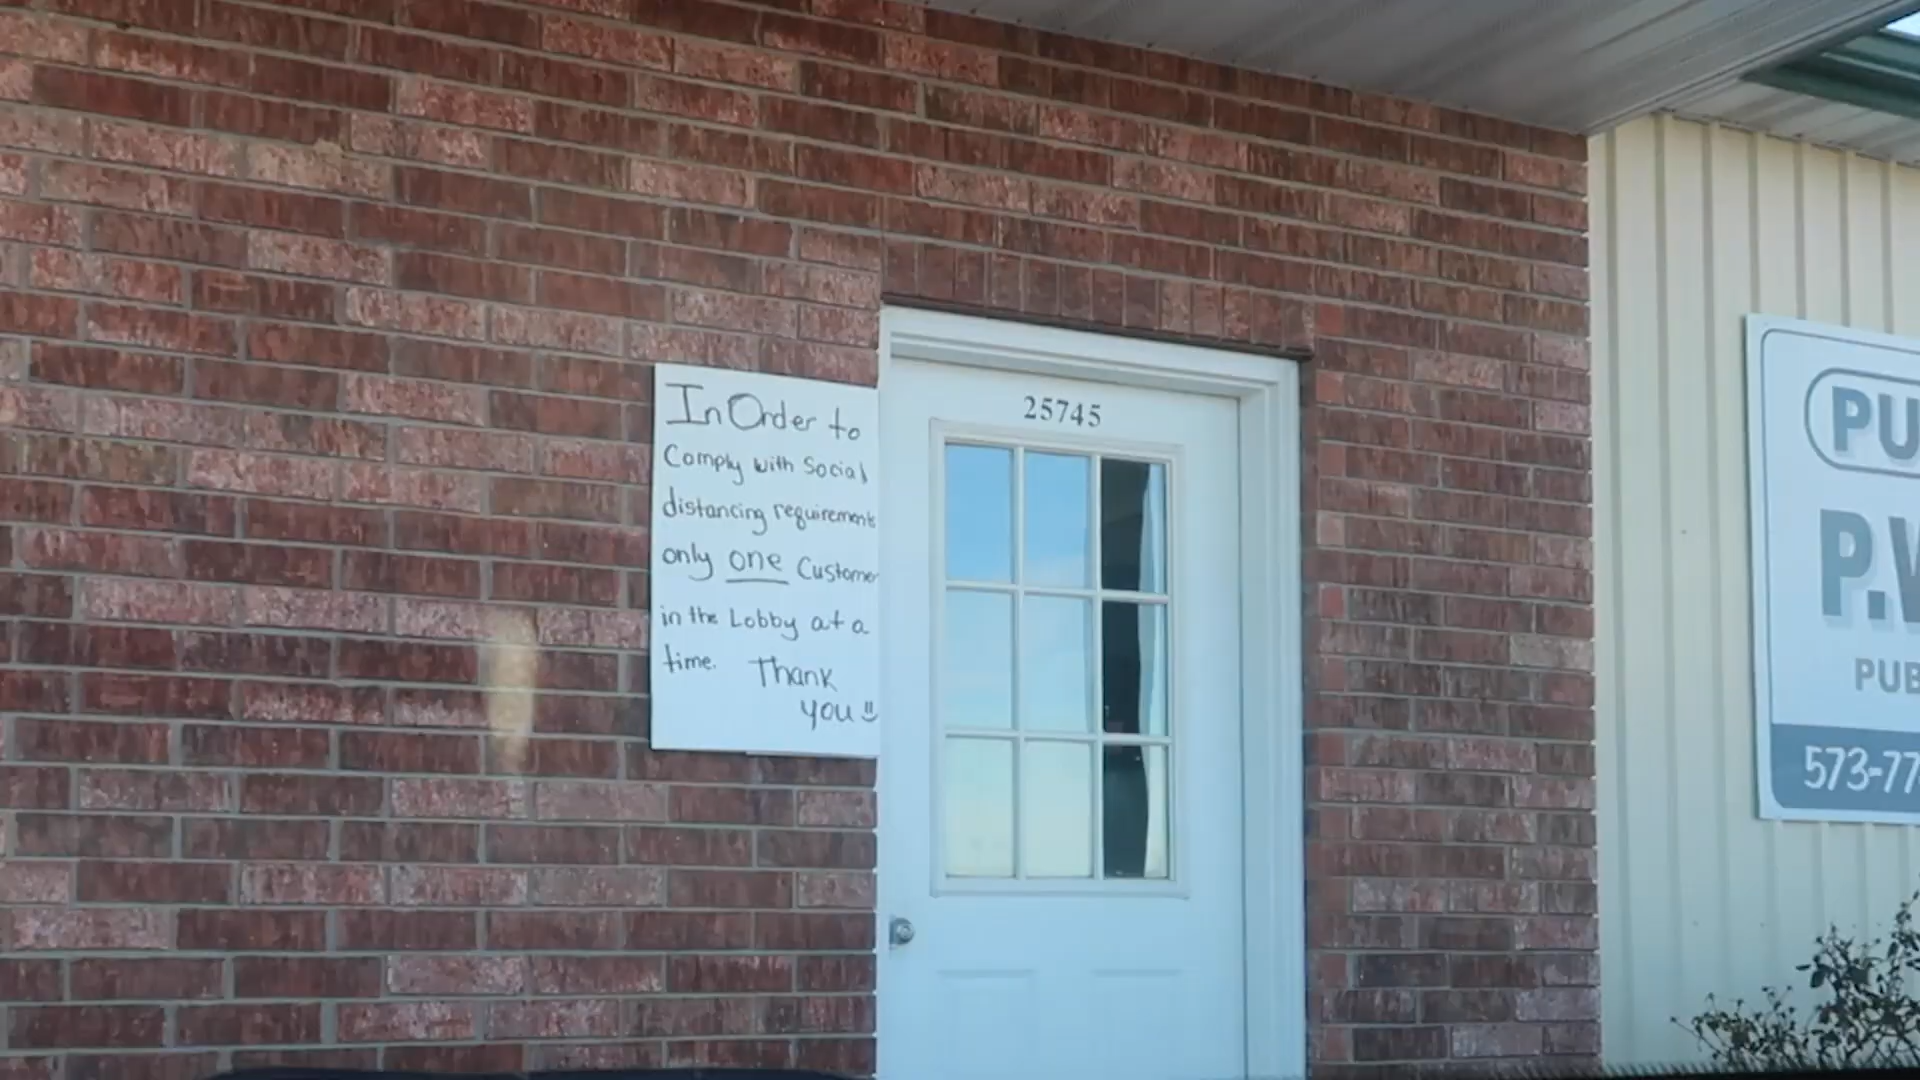 In Order to
Comply with Social
distancing requirements
only one Customer
in the Lobby at a
time. Thank
you
25745
PU
P.W
PUB
573-77